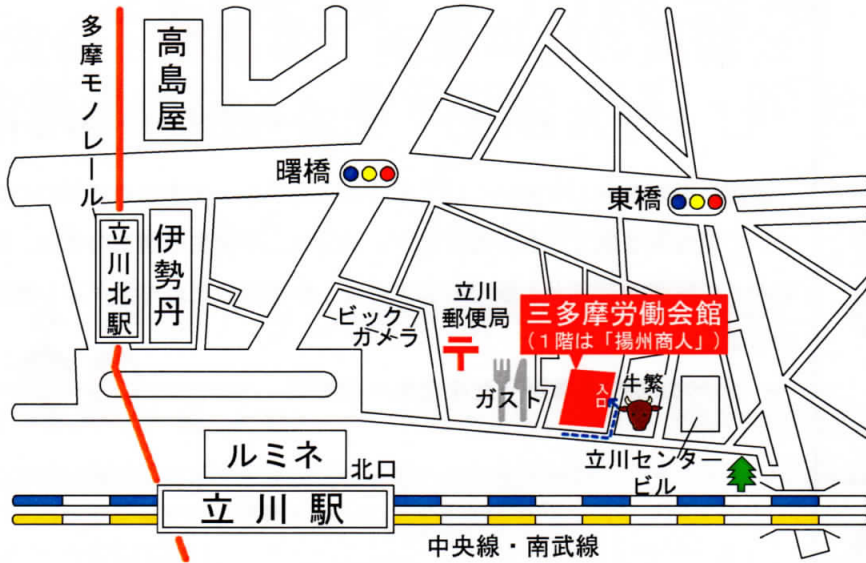 多摩モノレール
高島屋
曙橋
東橋
立川北駅
伊勢丹
ビック
カメラ
立川
郵便局
三多摩労働会館
(1階は「揚州商人」)
入口
牛繁
ガスト
立川センター
ビル
ルミネ
北口
立川駅
中央線・南武線